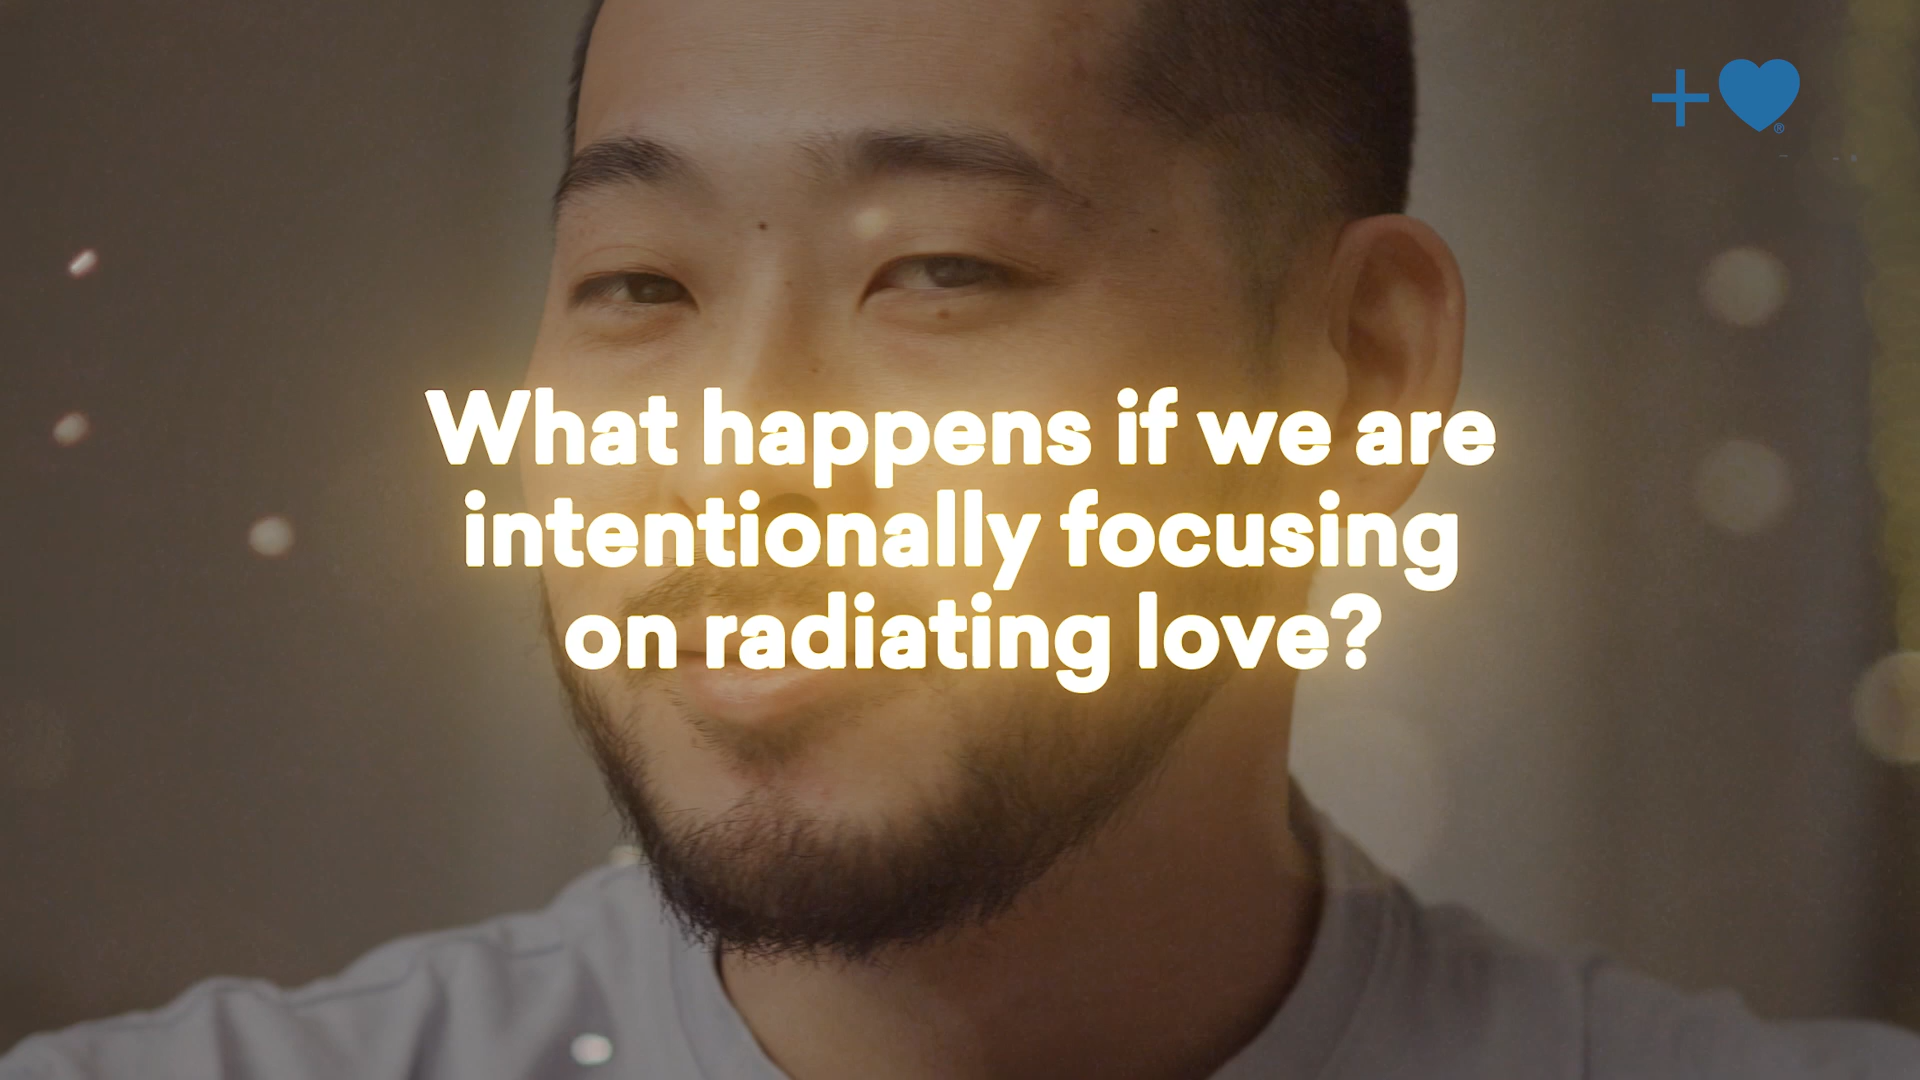 What happens if we are
intentionally focusing
on radiating love?
+
®